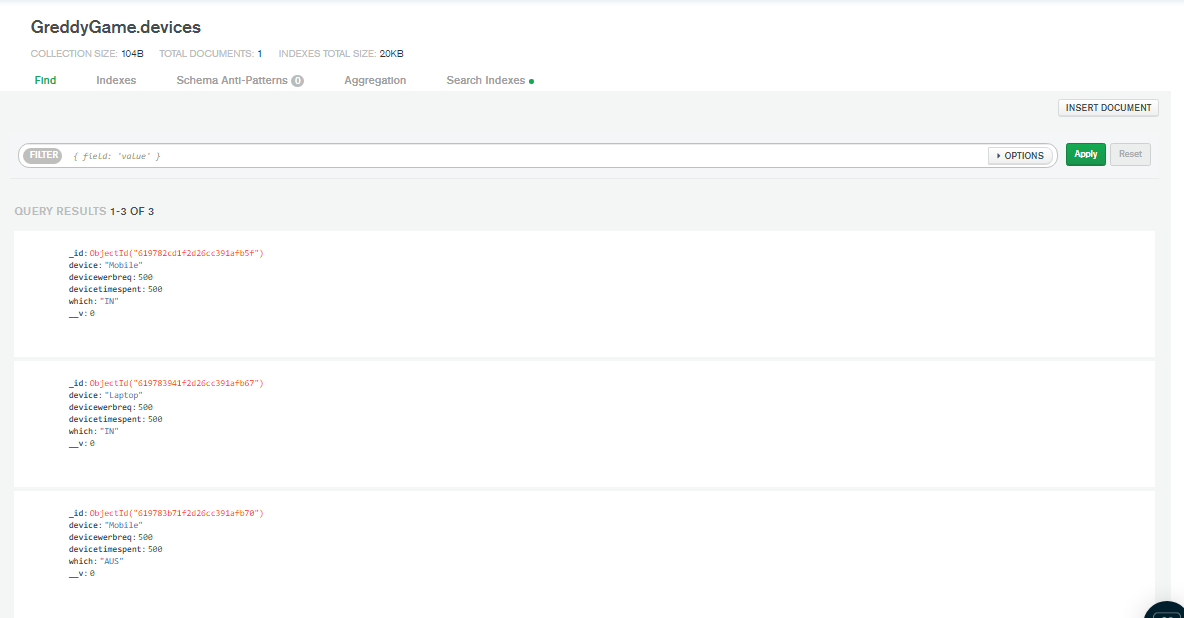 GreddyGame.devices
COLLECTION SIZE: 104B TOTAL DOCUMENTS: 1 INDEXES TOTAL SIZE: 20KB
Find Indexes Schema Anti-Patterns 0 Aggregation Search Indexes
INSERT DOCUMENT
FILTER { field: 'value' } OPTIONS Apply Reset
QUERY RESULTS 1-3 OF 3
_id: ObjectId("619782cd1f2d26cc391afb5f")
device: "Mobile"
devicewerbreq: 500
devicetimespent: 500
which: "IN"
__v: 0
_id: ObjectId("619783941f2d26cc391afb67")
device: "Laptop"
devicewerbreq: 500
devicetimespent: 500
which: "IN"
__v: 0
_id: ObjectId("619783b71f2d26cc391afb70")
device: "Mobile"
devicewerbreq: 500
devicetimespent: 500
which: "AUS"
__v: 0